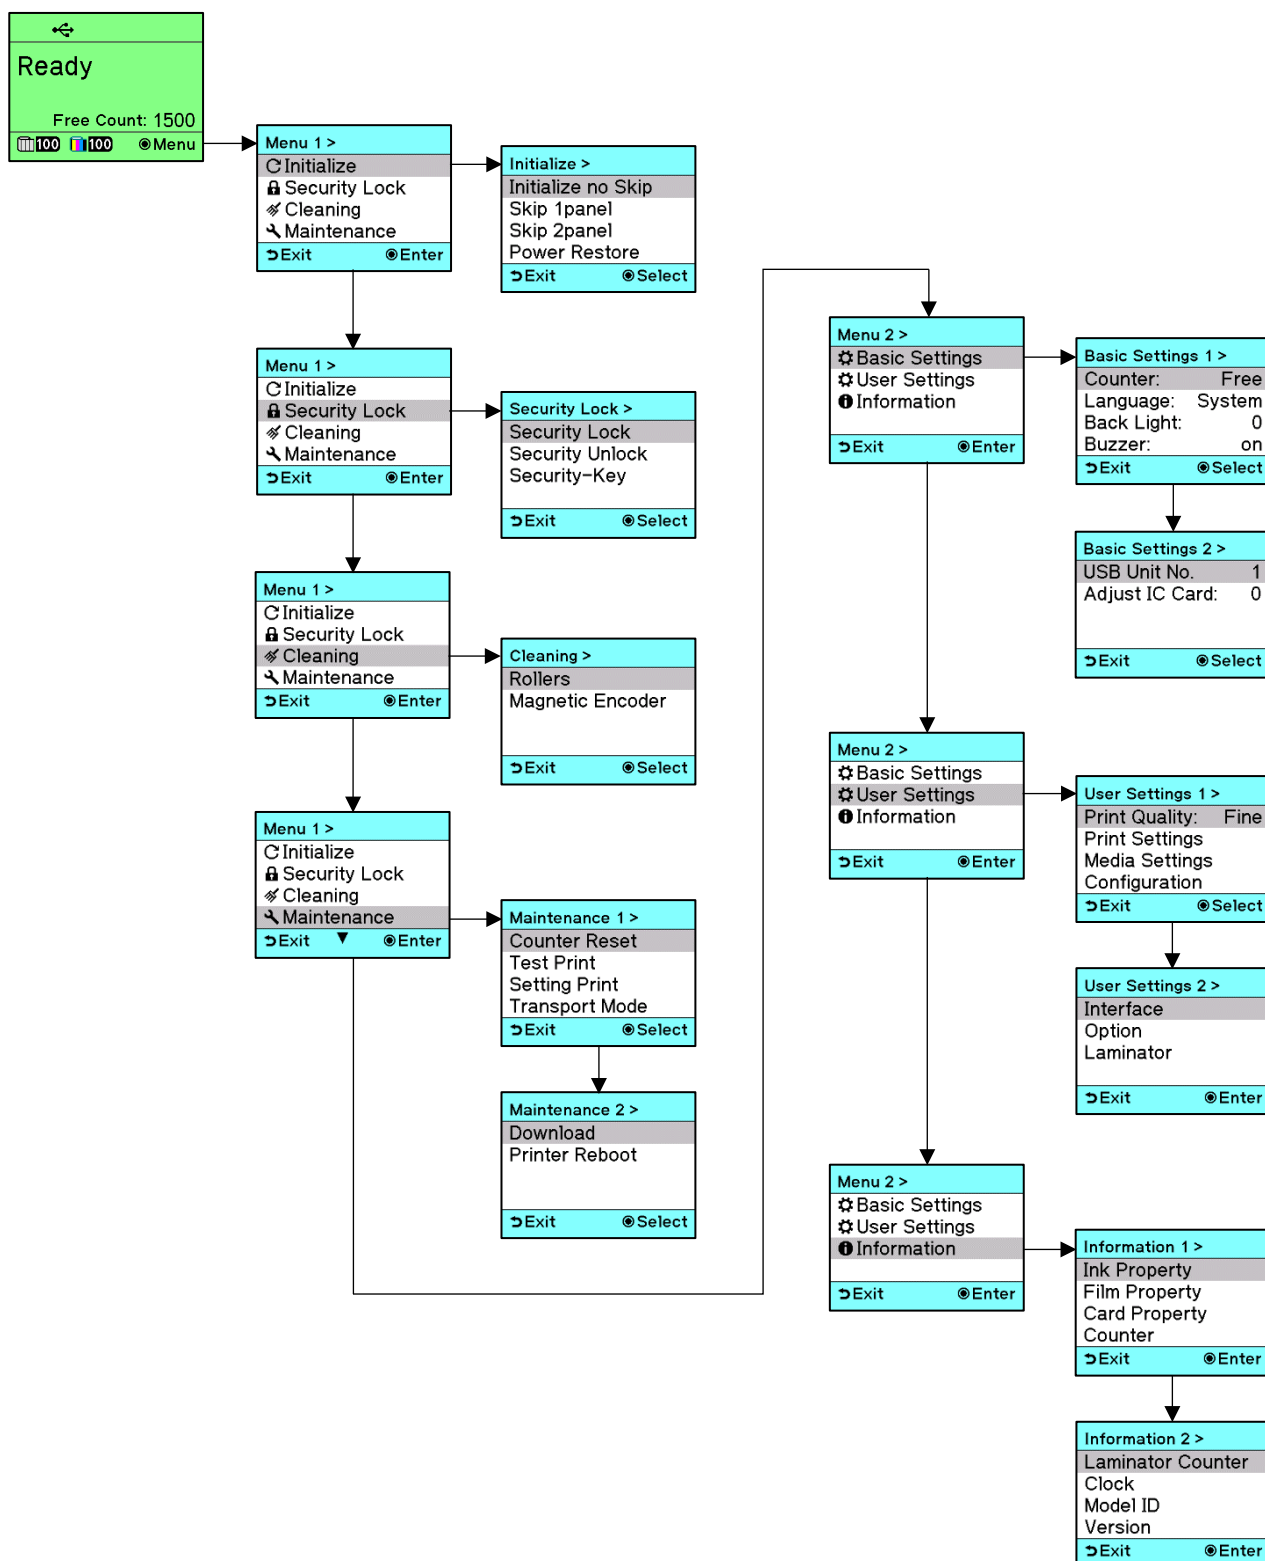 Ready
Free Count: 1500
100 100 Menu
Menu 1 >
Initialize
Security Lock
Cleaning
Maintenance
Exit Enter
Initialize >
Initialize no Skip
Skip 1panel
Skip 2panel
Power Restore
Exit Select
Menu 1 >
Initialize
Security Lock
Cleaning
Maintenance
Exit Enter
Security Lock >
Security Lock
Security Unlock
Security-Key
Exit Select
Menu 1 >
Initialize
Security Lock
Cleaning
Maintenance
Exit Enter
Cleaning >
Rollers
Magnetic Encoder
Exit Select
Menu 1 >
Initialize
Security Lock
Cleaning
Maintenance
Exit ▼ Enter
Maintenance 1 >
Counter Reset
Test Print
Setting Print
Transport Mode
Exit Select
Maintenance 2 >
Download
Printer Reboot
Exit Select
Menu 2 >
Basic Settings
User Settings
Information
Exit Enter
Basic Settings 1 >
Counter: Free
Language: System
Back Light: 0
Buzzer: on
Exit Select
Basic Settings 2 >
USB Unit No. 1
Adjust IC Card: 0
Exit Select
Menu 2 >
Basic Settings
User Settings
Information
Exit Enter
User Settings 1 >
Print Quality: Fine
Print Settings
Media Settings
Configuration
Exit Select
User Settings 2 >
Interface
Option
Laminator
Exit Enter
Menu 2 >
Basic Settings
User Settings
Information
Exit Enter
Information 1 >
Ink Property
Film Property
Card Property
Counter
Exit Enter
Information 2 >
Laminator Counter
Clock
Model ID
Version
Exit Enter